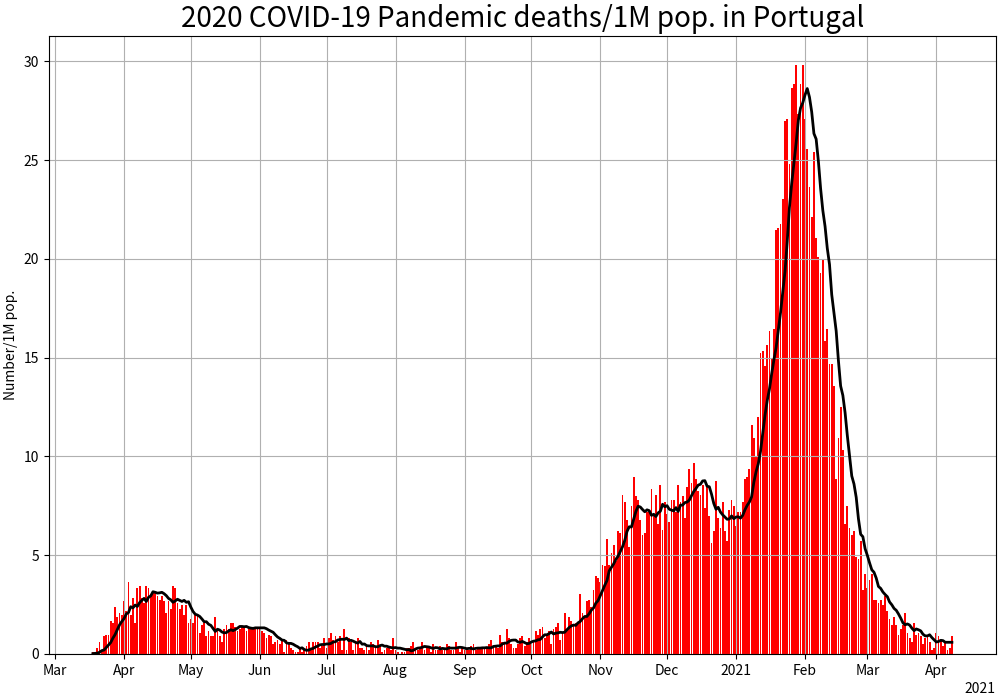 2020 COVID-19 Pandemic deaths/1M pop. in Portugal
Number/1M pop.
30
25
20
15
10
5
0
Mar Apr May Jun Jul Aug Sep Oct Nov Dec 2021 Feb Mar Apr
2021